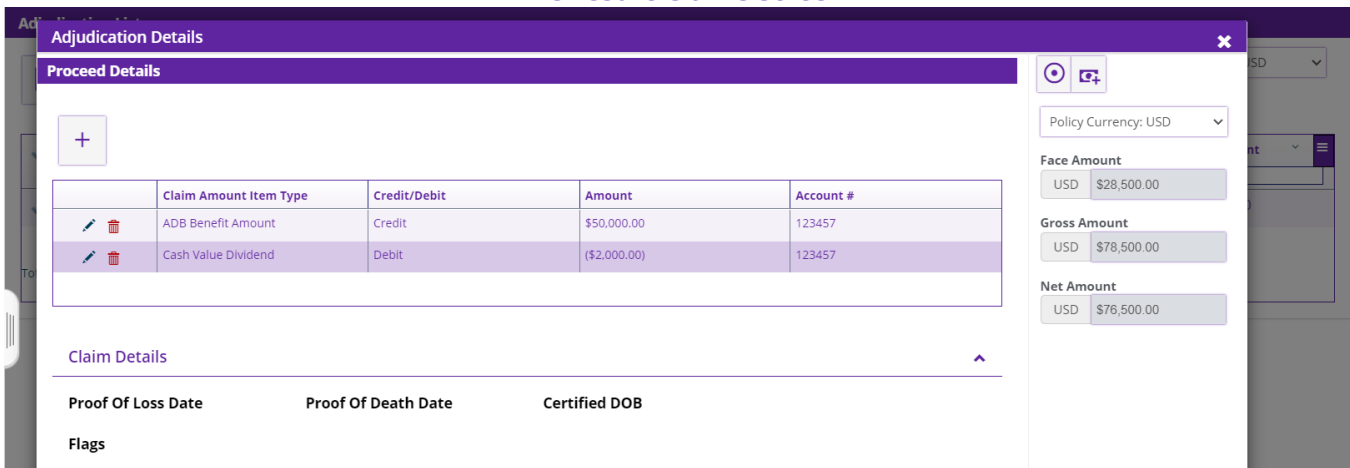 Adjudication Details
Proceed Details
Policy Currency: USD
Face Amount
USD $28,500.00
Gross Amount
USD $78,500.00
Net Amount
USD $76,500.00
Claim Amount Item Type Credit/Debit Amount Account #
ADB Benefit Amount Credit $50,000.00 123457
Cash Value Dividend Debit ($2,000.00) 123457
Claim Details
Proof Of Loss Date Proof Of Death Date Certified DOB
Flags